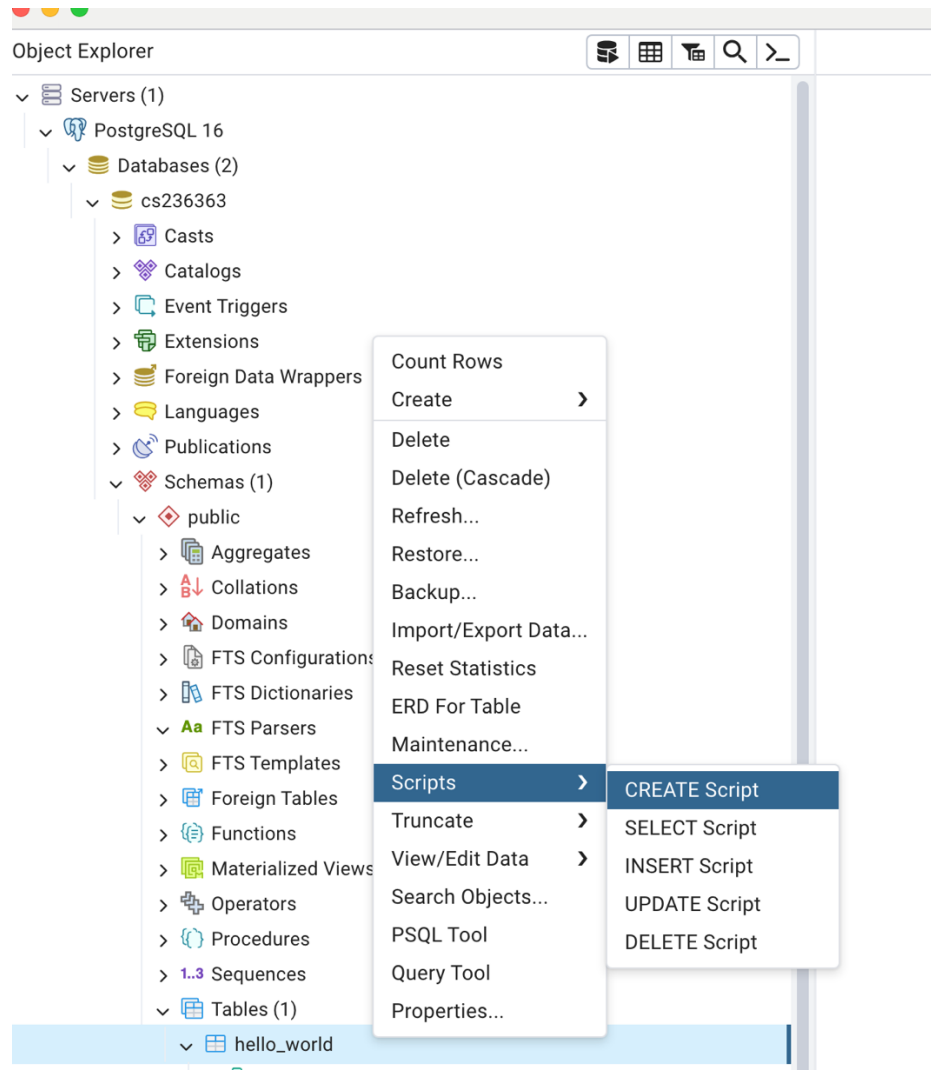 Object Explorer
Servers (1)
PostgreSQL 16
Databases (2)
cs236363
Casts
Catalogs
Event Triggers
Extensions
Foreign Data Wrappers
Languages
Publications
Schemas (1)
public
Aggregates
Collations
Domains
FTS Configurations
FTS Dictionaries
Aa FTS Parsers
FTS Templates
Foreign Tables
Functions
Materialized Views
Operators
Procedures
1..3 Sequences
Tables (1)
hello_world
Count Rows
Create
Delete
Delete (Cascade)
Refresh...
Restore...
Backup...
Import/Export Data...
Reset Statistics
ERD For Table
Maintenance...
Scripts
Truncate
View/Edit Data
Search Objects...
PSQL Tool
Query Tool
Properties...
CREATE Script
SELECT Script
INSERT Script
UPDATE Script
DELETE Script